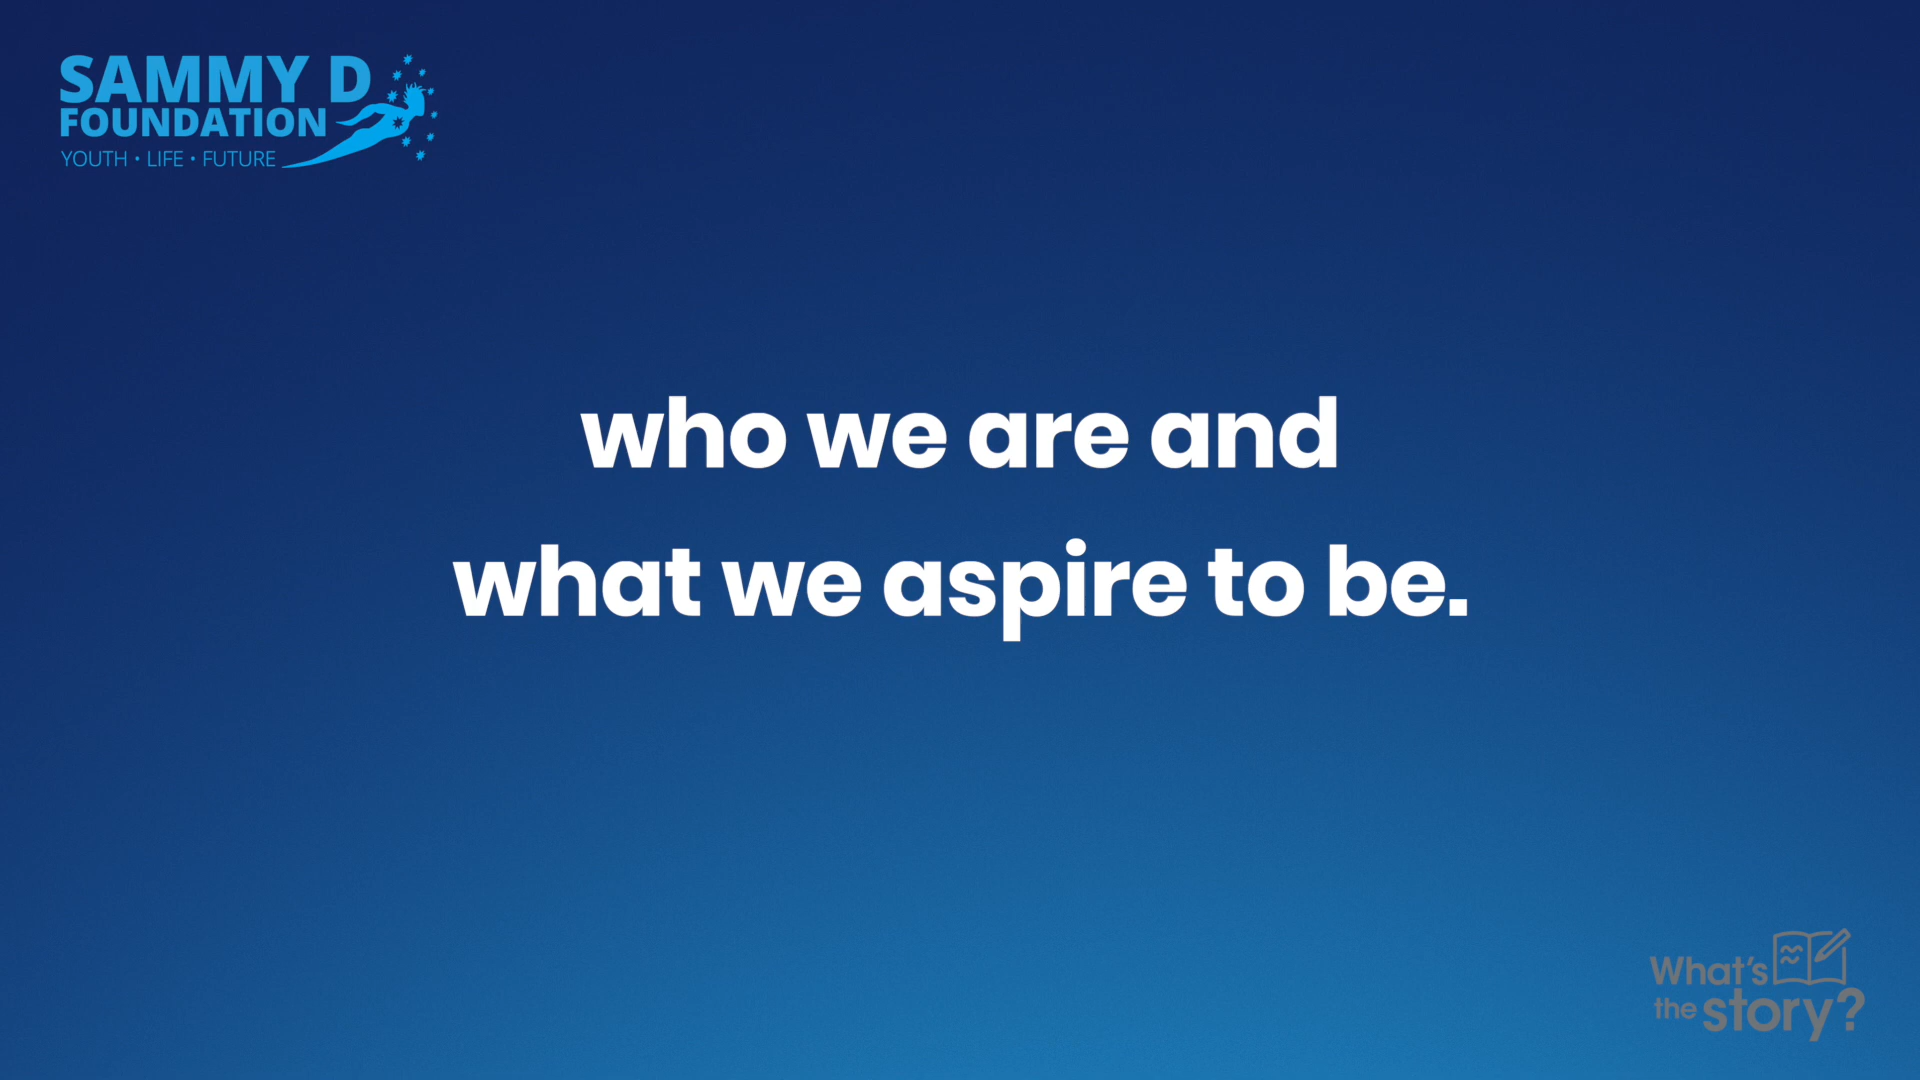 SAMMY D
FOUNDATION
YOUTH • LIFE • FUTURE
who we are and
what we aspire to be.
What's
the story?